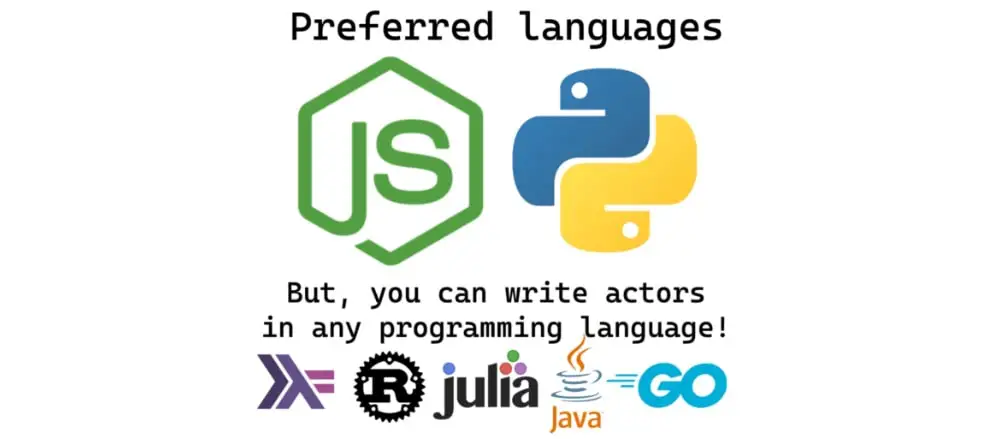 Preferred languages
JS
But, you can write actors
in any programming language!
R julia Java GO